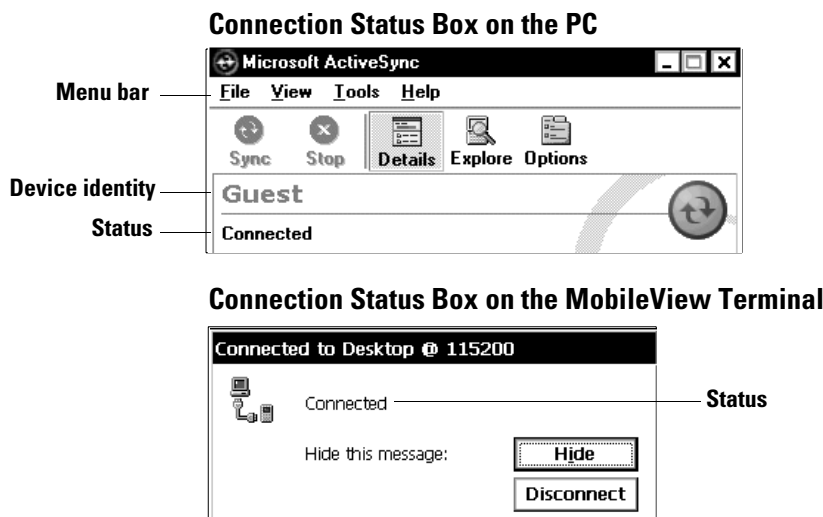 Connection Status Box on the PC
Microsoft ActiveSync
Menu bar
File View Tools Help
Sync Stop Details Explore Options
Device identity
Guest
Status
Connected
Connection Status Box on the MobileView Terminal
Connected to Desktop @ 115200
Connected
Status
Hide this message:
Hide
Disconnect